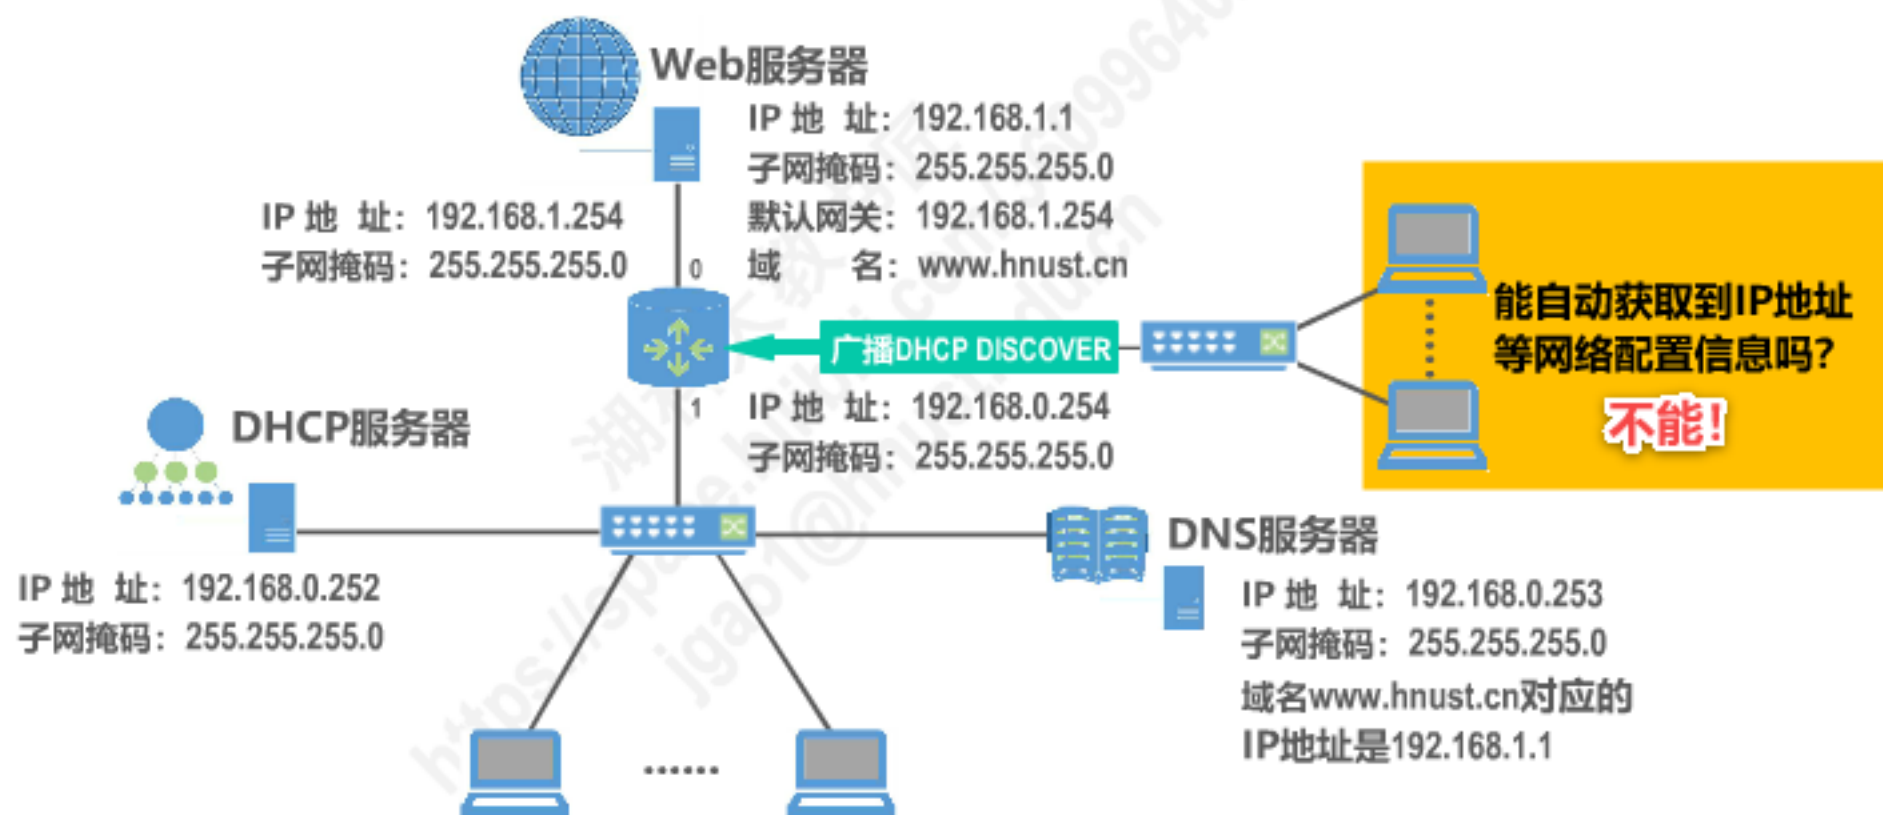 Web服务器
IP 地 址：192.168.1.1
子网掩码：255.255.255.0
默认网关：192.168.1.254
域 名：www.hnust.cn
IP 地 址：192.168.1.254
子网掩码：255.255.255.0
0
广播DHCP DISCOVER
能自动获取到IP地址
等网络配置信息吗？
不能！
1
IP 地 址：192.168.0.254
子网掩码：255.255.255.0
DHCP服务器
IP 地 址：192.168.0.252
子网掩码：255.255.255.0
DNS服务器
IP 地 址：192.168.0.253
子网掩码：255.255.255.0
域名www.hnust.cn对应的
IP地址是192.168.1.1